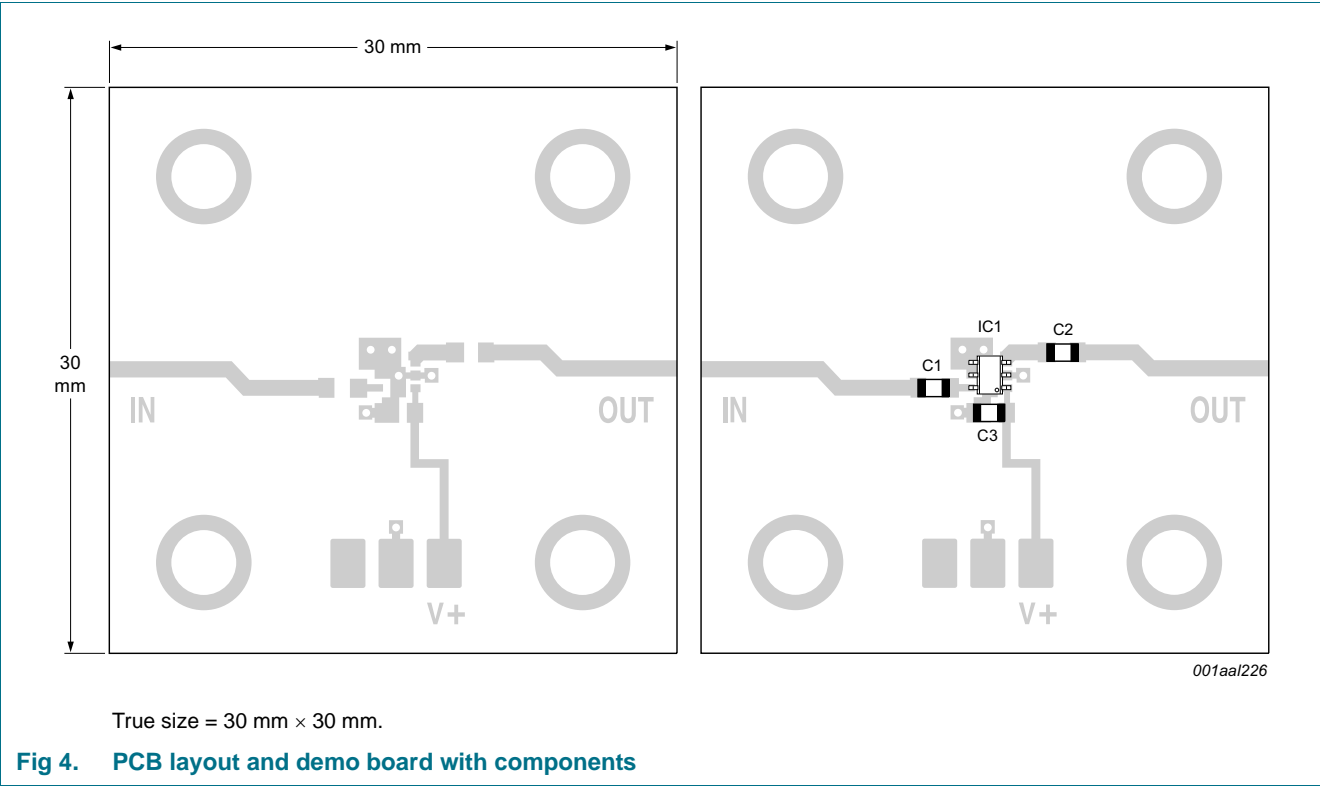 30 mm
30
mm
IN
OUT
V+
IC1
C2
C1
C3
IN
OUT
V+
001aal226
True size = 30 mm × 30 mm.
Fig 4. PCB layout and demo board with components